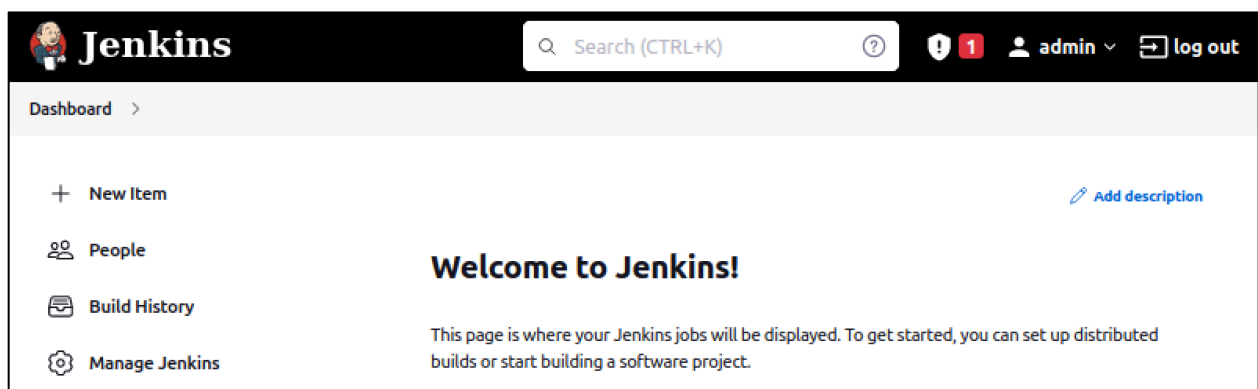 Jenkins
Search (CTRL+K)
?
! 1
admin
log out
Dashboard >
New Item
Add description
People
Welcome to Jenkins!
Build History
This page is where your Jenkins jobs will be displayed. To get started, you can set up distributed
builds or start building a software project.
Manage Jenkins